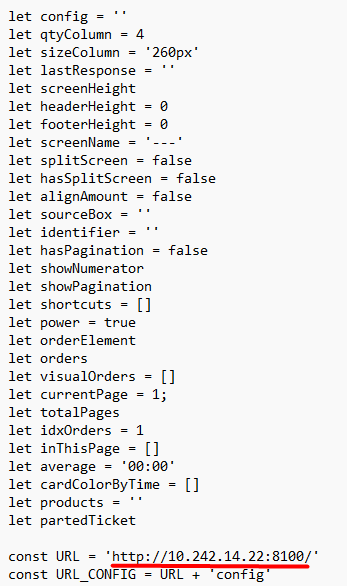 let config = ''
let qtyColumn = 4
let sizeColumn = '260px'
let lastResponse = ''
let screenHeight
let headerHeight = 0
let footerHeight = 0
let screenName = '---'
let splitScreen = false
let hasSplitScreen = false
let alignAmount = false
let sourceBox = ''
let identifier = ''
let hasPagination = false
let showNumerator
let showPagination
let shortcuts = []
let power = true
let orderElement
let orders
let visualOrders = []
let currentPage = 1;
let totalPages
let idxOrders = 1
let inThisPage = []
let average = '00:00'
let cardColorByTime = []
let products = ''
let partedTicket
const URL = 'http://10.242.14.22:8100/'
const URL_CONFIG = URL + 'config'